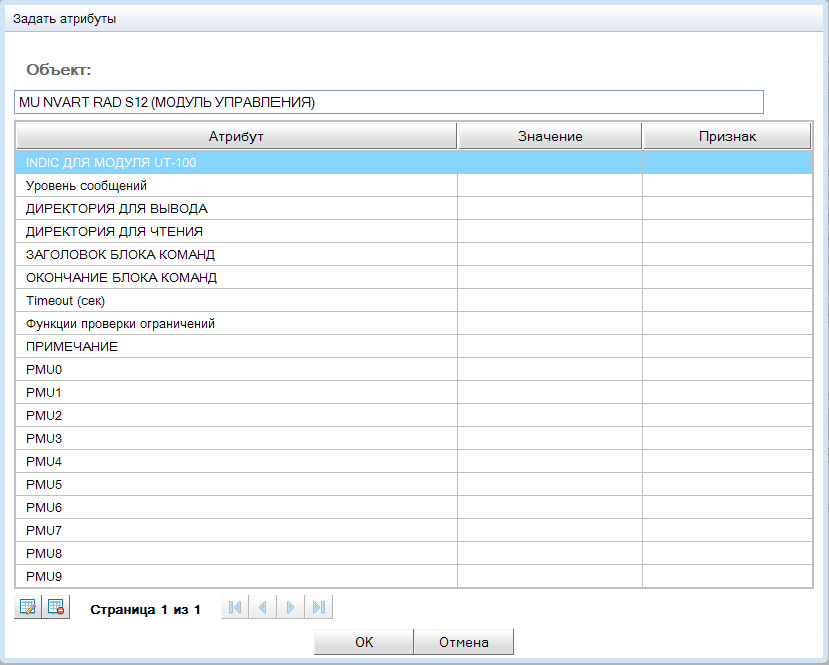 Задать атрибуты
Объект:
MU NVART RAD S12 (МОДУЛЬ УПРАВЛЕНИЯ)
Атрибут Значение Признак
INDIC ДЛЯ МОДУЛЯ UT-100
Уровень сообщений
ДИРЕКТОРИЯ ДЛЯ ВЫВОДА
ДИРЕКТОРИЯ ДЛЯ ЧТЕНИЯ
ЗАГОЛОВОК БЛОКА КОМАНД
ОКОНЧАНИЕ БЛОКА КОМАНД
Timeout (сек)
Функции проверки ограничений
ПРИМЕЧАНИЕ
PMU0
PMU1
PMU2
PMU3
PMU4
PMU5
PMU6
PMU7
PMU8
PMU9
Страница 1 из 1
OK Отмена